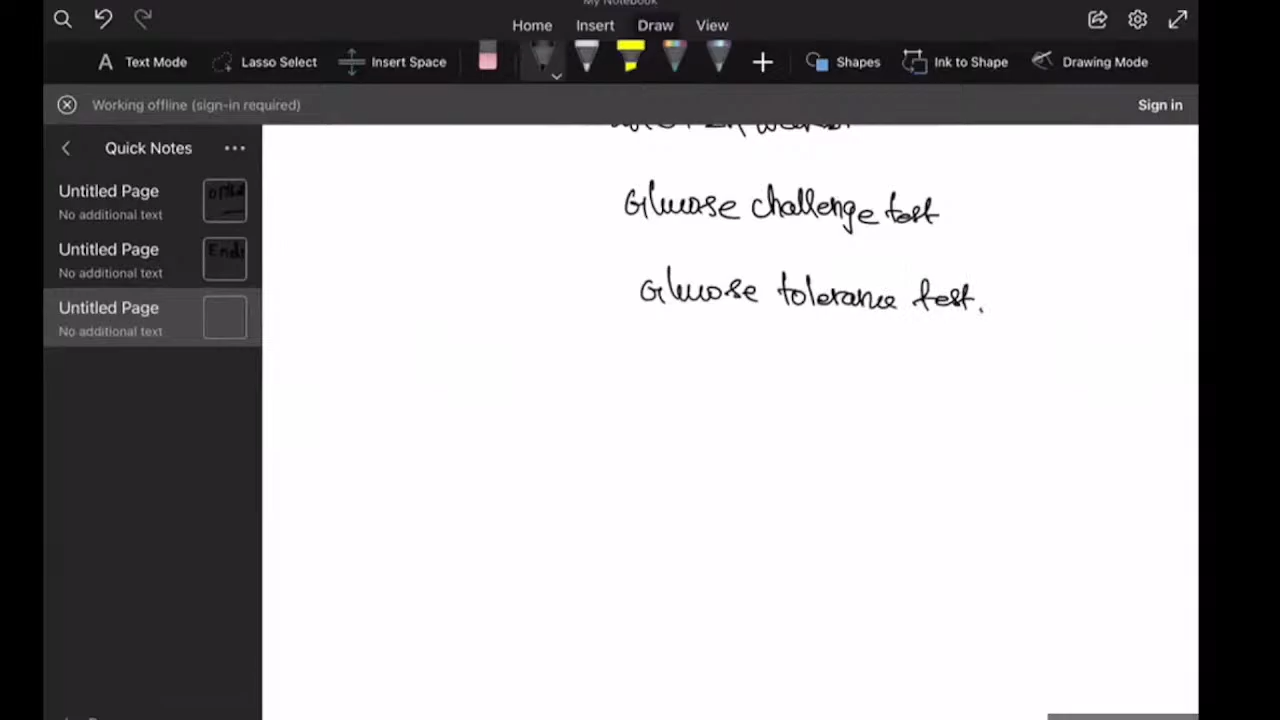 My Notebook
Home Insert Draw View
Text Mode Lasso Select Insert Space Shapes Ink to Shape Drawing Mode
Working offline (sign-in required) Sign in
Quick Notes
Untitled Page
No additional text
Untitled Page
No additional text
Untitled Page
No additional text
Glucose challenge test
Glucose tolerance test.